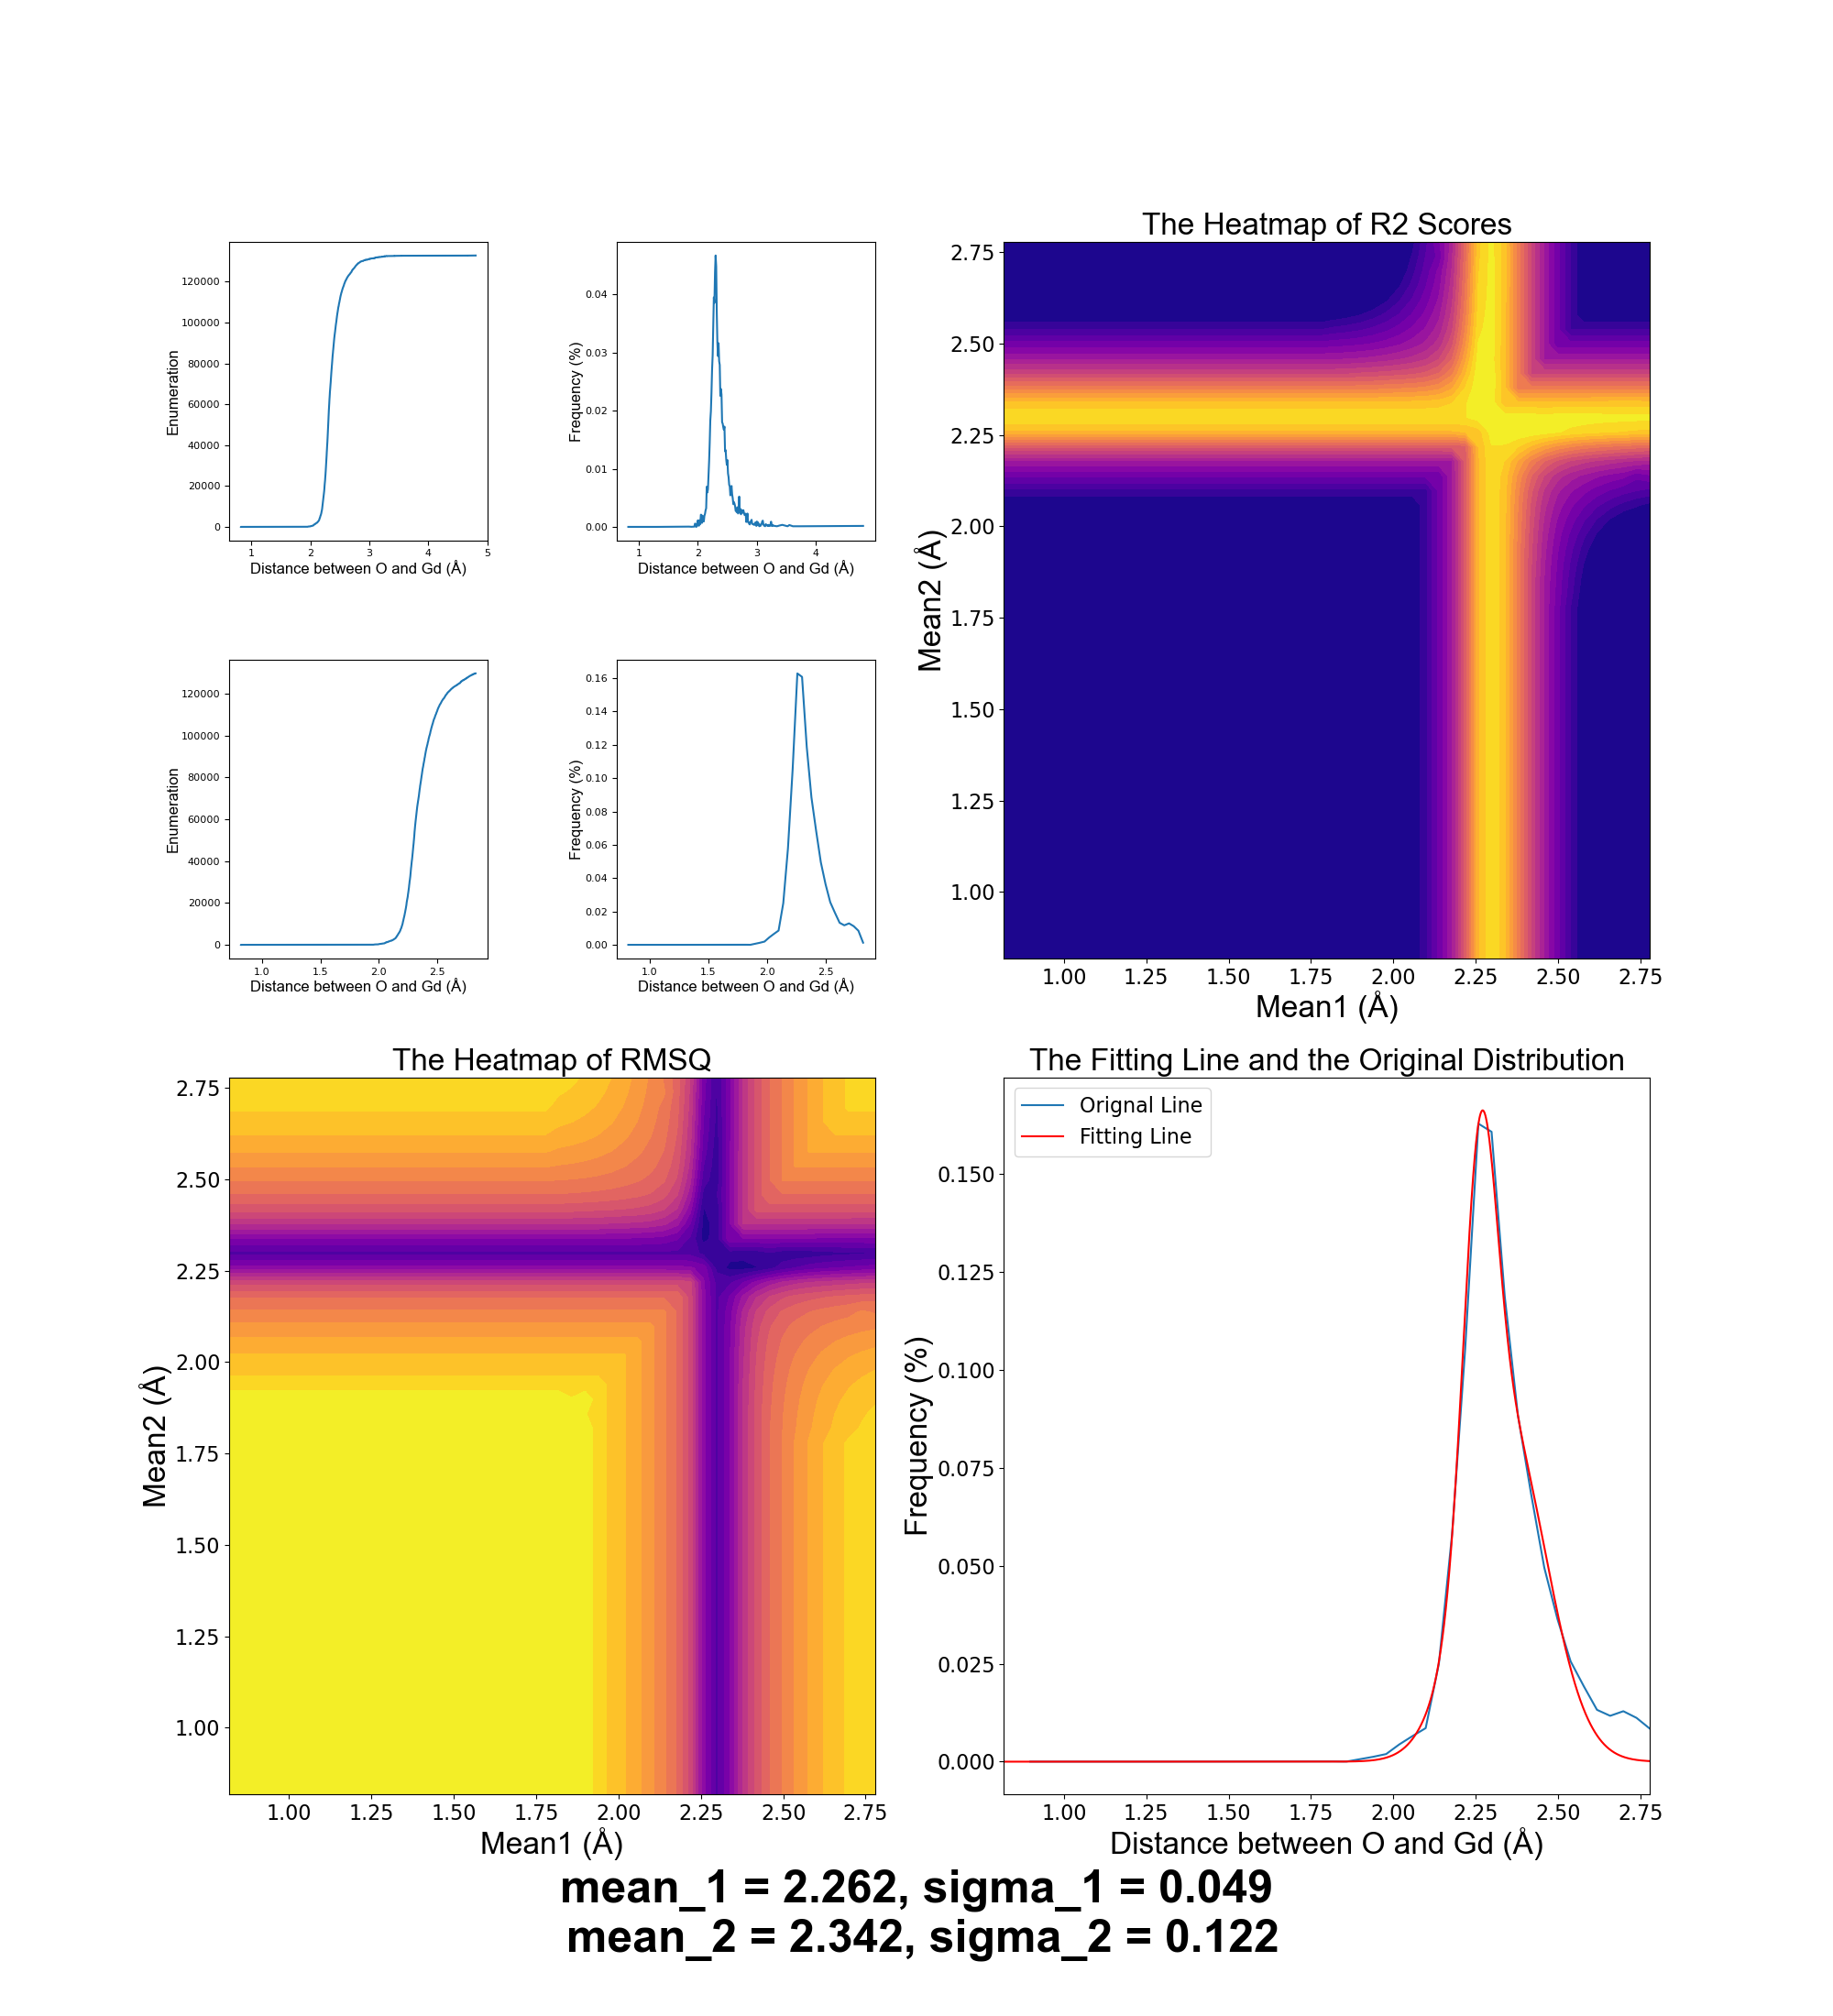 120000
100000
80000
60000
40000
20000
0
Enumeration
1 2 3 4 5
Distance between O and Gd (Å)
0.04
0.03
0.02
0.01
0.00
Frequency (%)
1 2 3 4
Distance between O and Gd (Å)
The Heatmap of R2 Scores
2.75
2.50
2.25
2.00
1.75
1.50
1.25
1.00
Mean2 (Å)
1.00 1.25 1.50 1.75 2.00 2.25 2.50 2.75
Mean1 (Å)
120000
100000
80000
60000
40000
20000
0
Enumeration
1.0 1.5 2.0 2.5
Distance between O and Gd (Å)
0.16
0.14
0.12
0.10
0.08
0.06
0.04
0.02
0.00
Frequency (%)
1.0 1.5 2.0 2.5
Distance between O and Gd (Å)
The Heatmap of RMSQ
2.75
2.50
2.25
2.00
1.75
1.50
1.25
1.00
Mean2 (Å)
1.00 1.25 1.50 1.75 2.00 2.25 2.50 2.75
Mean1 (Å)
The Fitting Line and the Original Distribution
Orignal Line
Fitting Line
0.150
0.125
0.100
0.075
0.050
0.025
0.000
Frequency (%)
1.00 1.25 1.50 1.75 2.00 2.25 2.50 2.75
Distance between O and Gd (Å)
mean_1 = 2.262, sigma_1 = 0.049
mean_2 = 2.342, sigma_2 = 0.122